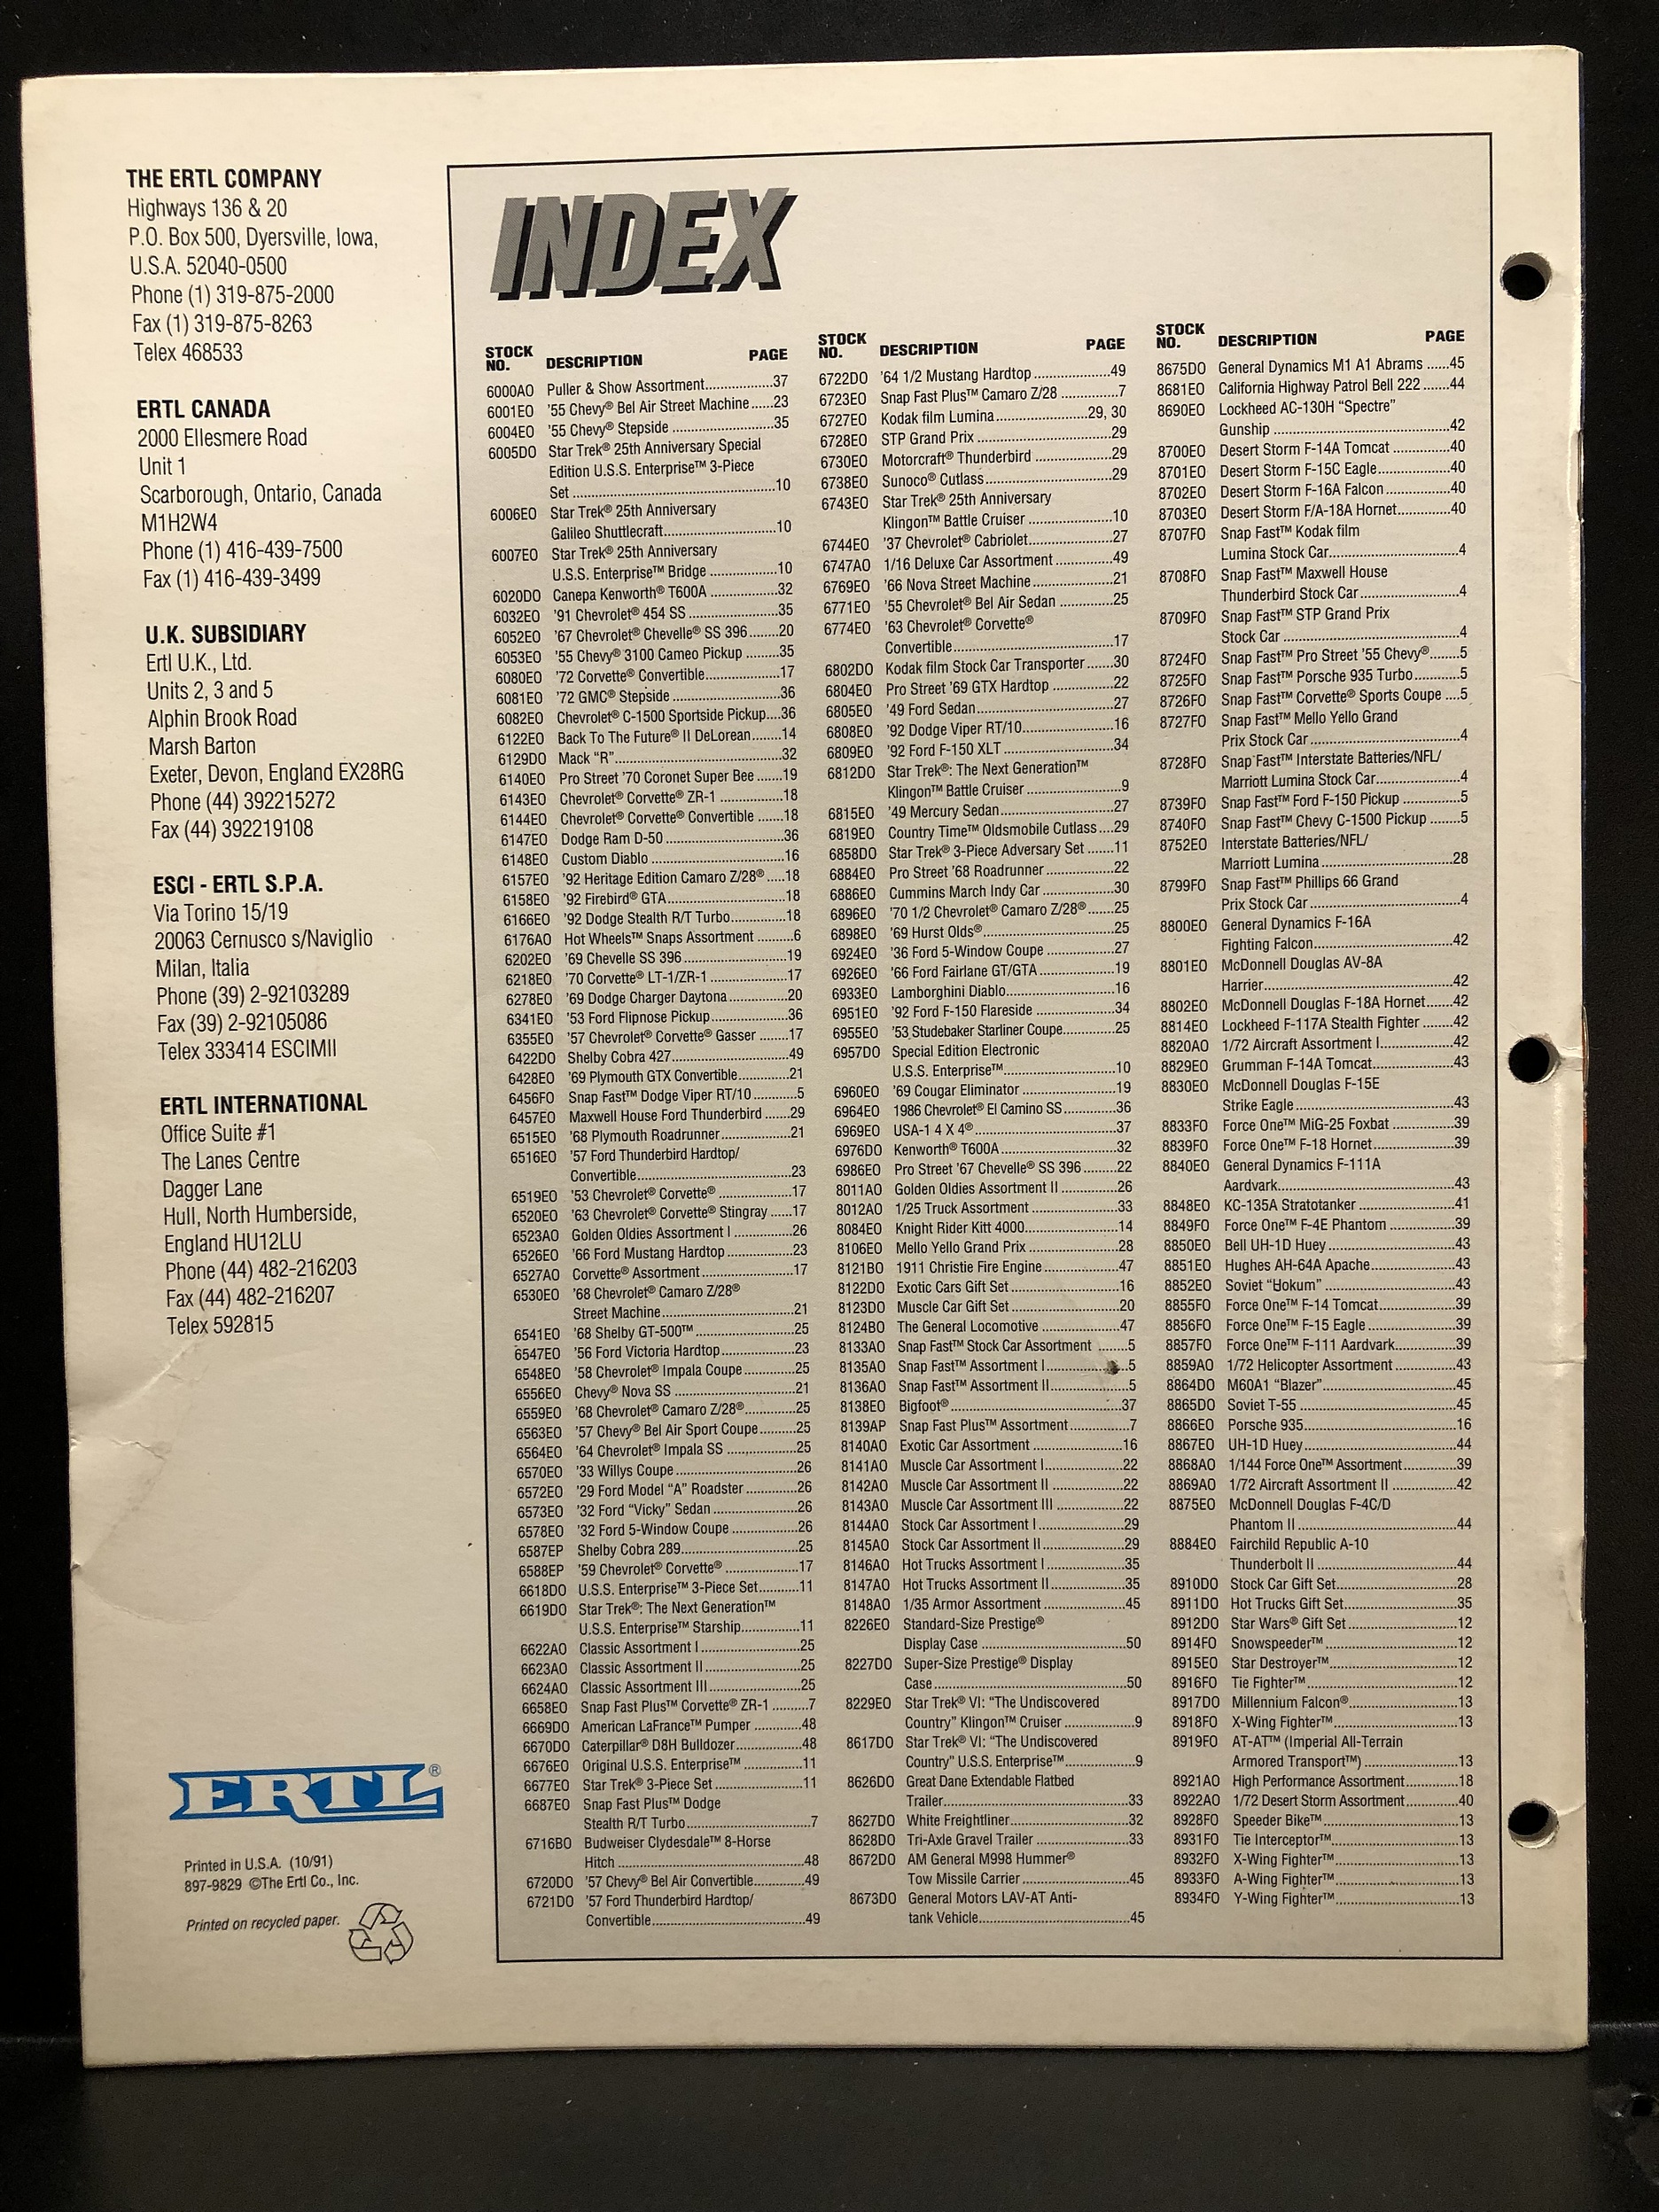 THE ERTL COMPANY
Highways 136 & 20
P.O. Box 500, Dyersville, Iowa,
U.S.A. 52040-0500
Phone (1) 319-875-2000
Fax (1) 319-875-8263
Telex 468533
ERTL CANADA
2000 Ellesmere Road
Unit 1
Scarborough, Ontario, Canada
M1H2W4
Phone (1) 416-439-7500
Fax (1) 416-439-3499
U.K. SUBSIDIARY
Ertl U.K., Ltd.
Units 2, 3 and 5
Alphin Brook Road
Marsh Barton
Exeter, Devon, England EX28RG
Phone (44) 392215272
Fax (44) 392219108
ESCI - ERTL S.P.A.
Via Torino 15/19
20063 Cernusco s/Naviglio
Milan, Italia
Phone (39) 2-92103289
Fax (39) 2-92105086
Telex 333414 ESCIMII
ERTL INTERNATIONAL
Office Suite #1
The Lanes Centre
Dagger Lane
Hull, North Humberside,
England HU12LU
Phone (44) 482-216203
Fax (44) 482-216207
Telex 592815
ERTL®
Printed in U.S.A. (10/91)
897-9829 ©The Ertl Co., Inc.
Printed on recycled paper.
INDEX
STOCK NO. DESCRIPTION PAGE
6000AO Puller & Show Assortment.................37
6001EO '55 Chevy® Bel Air Street Machine......23
6004EO '55 Chevy® Stepside.........................35
6005DO Star Trek® 25th Anniversary Special
Edition U.S.S. Enterprise™ 3-Piece
Set....................................................10
6006EO Star Trek® 25th Anniversary
Galileo Shuttlecraft.............................10
6007EO Star Trek® 25th Anniversary
U.S.S. Enterprise™ Bridge.................10
6020DO Canepa Kenworth® T600A.................32
6032EO '91 Chevrolet® 454 SS.......................35
6052EO '67 Chevrolet® Chevelle® SS 396........20
6053EO '55 Chevy® 3100 Cameo Pickup.........35
6080EO '72 Corvette® Convertible...................17
6081EO '72 GMC® Stepside..........................36
6082EO Chevrolet® C-1500 Sportside Pickup....36
6122EO Back To The Future® II DeLorean.......14
6129DO Mack "R"..........................................32
6140EO Pro Street '70 Coronet Super Bee......19
6143EO Chevrolet® Corvette® ZR-1................18
6144EO Chevrolet® Corvette® Convertible.......18
6147EO Dodge Ram D-50..............................36
6148EO Custom Diablo..................................16
6157EO '92 Heritage Edition Camaro Z/28®.....18
6158EO '92 Firebird® GTA.............................18
6166EO '92 Dodge Stealth R/T Turbo..............18
6176AO Hot Wheels™ Snaps Assortment.........6
6202EO '69 Chevelle SS 396.........................19
6218EO '70 Corvette® LT-1/ZR-1...................17
6278EO '69 Dodge Charger Daytona...............20
6341EO '53 Ford Flipnose Pickup...................36
6355EO '57 Chevrolet® Corvette® Gasser.......17
6422DO Shelby Cobra 427.............................49
6428EO '69 Plymouth GTX Convertible............21
6456FO Snap Fast™ Dodge Viper RT/10..........5
6457EO Maxwell House Ford Thunderbird.......29
6515EO '68 Plymouth Roadrunner..................21
6516EO '57 Ford Thunderbird Hardtop/
Convertible.......................................23
6519EO '53 Chevrolet® Corvette®..................17
6520EO '63 Chevrolet® Corvette® Stingray......17
6523AO Golden Oldies Assortment I...............26
6526EO '66 Ford Mustang Hardtop.................23
6527AO Corvette® Assortment.......................17
6530EO '68 Chevrolet® Camaro Z/28®
Street Machine..................................21
6541EO '68 Shelby GT-500™........................25
6547EO '56 Ford Victoria Hardtop..................23
6548EO '58 Chevrolet® Impala Coupe............25
6556EO Chevy® Nova SS.............................21
6559EO '68 Chevrolet® Camaro Z/28®...........25
6563EO '57 Chevy® Bel Air Sport Coupe........25
6564EO '64 Chevrolet® Impala SS................25
6570EO '33 Willys Coupe.............................26
6572EO '29 Ford Model "A" Roadster.............26
6573EO '32 Ford "Vicky" Sedan....................26
6578EO '32 Ford 5-Window Coupe................26
6587EP Shelby Cobra 289...........................25
6588EP '59 Chevrolet® Corvette®.................17
6618DO U.S.S. Enterprise™ 3-Piece Set.........11
6619DO Star Trek®: The Next Generation™
U.S.S. Enterprise™ Starship..............11
6622AO Classic Assortment I.......................25
6623AO Classic Assortment II......................25
6624AO Classic Assortment III.....................25
6658EO Snap Fast Plus™ Corvette® ZR-1.......7
6669DO American LaFrance™ Pumper..........48
6670DO Caterpillar® D8H Bulldozer..............48
6676EO Original U.S.S. Enterprise™.............11
6677EO Star Trek® 3-Piece Set...................11
6687EO Snap Fast Plus™ Dodge
Stealth R/T Turbo..............................7
6716BO Budweiser Clydesdale™ 8-Horse
Hitch..............................................48
6720DO '57 Chevy® Bel Air Convertible..........49
6721DO '57 Ford Thunderbird Hardtop/
Convertible......................................49
STOCK NO. DESCRIPTION PAGE
6722DO '64 1/2 Mustang Hardtop.................49
6723EO Snap Fast Plus™ Camaro Z/28..........7
6727EO Kodak film Lumina....................29, 30
6728EO STP Grand Prix.............................29
6730EO Motorcraft® Thunderbird.................29
6738EO Sunoco® Cutlass..........................29
6743EO Star Trek® 25th Anniversary
Klingon™ Battle Cruiser....................10
6744EO '37 Chevrolet® Cabriolet.................27
6747AO 1/16 Deluxe Car Assortment...........49
6769EO '66 Nova Street Machine.................21
6771EO '55 Chevrolet® Bel Air Sedan..........25
6774EO '63 Chevrolet® Corvette®
Convertible......................................17
6802DO Kodak film Stock Car Transporter......30
6804EO Pro Street '69 GTX Hardtop............22
6805EO '49 Ford Sedan.............................27
6808EO '92 Dodge Viper RT/10...................16
6809EO '92 Ford F-150 XLT.......................34
6812DO Star Trek®: The Next Generation™
Klingon™ Battle Cruiser.....................9
6815EO '49 Mercury Sedan........................27
6819EO Country Time™ Oldsmobile Cutlass....29
6858DO Star Trek® 3-Piece Adversary Set......11
6884EO Pro Street '68 Roadrunner..............22
6886EO Cummins March Indy Car...............30
6896EO '70 1/2 Chevrolet® Camaro Z/28®......25
6898EO '69 Hurst Olds®............................25
6924EO '36 Ford 5-Window Coupe..............27
6926EO '66 Ford Fairlane GT/GTA..............19
6933EO Lamborghini Diablo.......................16
6951EO '92 Ford F-150 Flareside...............34
6955EO '53 Studebaker Starliner Coupe.......25
6957DO Special Edition Electronic
U.S.S. Enterprise™..........................10
6960EO '69 Cougar Eliminator....................19
6964EO 1986 Chevrolet® El Camino SS.......36
6969EO USA-1 4 X 4®..............................37
6976DO Kenworth® T600A.........................32
6986EO Pro Street '67 Chevelle® SS 396......22
8011AO Golden Oldies Assortment II............26
8012AO 1/25 Truck Assortment...................33
8084EO Knight Rider Kitt 4000...................14
8106EO Mello Yello Grand Prix...................28
8121BO 1911 Christie Fire Engine...............47
8122DO Exotic Cars Gift Set......................16
8123DO Muscle Car Gift Set......................20
8124BO The General Locomotive................47
8133AO Snap Fast™ Stock Car Assortment......5
8135AO Snap Fast™ Assortment I.................5
8136AO Snap Fast™ Assortment II................5
8138EO Bigfoot®.....................................37
8139AP Snap Fast Plus™ Assortment............7
8140AO Exotic Car Assortment..................16
8141AO Muscle Car Assortment I................22
8142AO Muscle Car Assortment II...............22
8143AO Muscle Car Assortment III..............22
8144AO Stock Car Assortment I.................29
8145AO Stock Car Assortment II................29
8146AO Hot Trucks Assortment I................35
8147AO Hot Trucks Assortment II...............35
8148AO 1/35 Armor Assortment.................45
8226EO Standard-Size Prestige®
Display Case..................................50
8227DO Super-Size Prestige® Display
Case.............................................50
8229EO Star Trek® VI: "The Undiscovered
Country" Klingon™ Cruiser.................9
8617DO Star Trek® VI: "The Undiscovered
Country" U.S.S. Enterprise™..............9
8626DO Great Dane Extendable Flatbed
Trailer...........................................33
8627DO White Freightliner........................32
8628DO Tri-Axle Gravel Trailer..................33
8672DO AM General M998 Hummer®
Tow Missile Carrier.........................45
8673DO General Motors LAV-AT Anti-
tank Vehicle...................................45
STOCK NO. DESCRIPTION PAGE
8675DO General Dynamics M1 A1 Abrams......45
8681EO California Highway Patrol Bell 222.....44
8690EO Lockheed AC-130H "Spectre"
Gunship........................................42
8700EO Desert Storm F-14A Tomcat...........40
8701EO Desert Storm F-15C Eagle.............40
8702EO Desert Storm F-16A Falcon............40
8703EO Desert Storm F/A-18A Hornet.........40
8707FO Snap Fast™ Kodak film
Lumina Stock Car............................4
8708FO Snap Fast™ Maxwell House
Thunderbird Stock Car......................4
8709FO Snap Fast™ STP Grand Prix
Stock Car.......................................4
8724FO Snap Fast™ Pro Street '55 Chevy®.....5
8725FO Snap Fast™ Porsche 935 Turbo........5
8726FO Snap Fast™ Corvette® Sports Coupe....5
8727FO Snap Fast™ Mello Yello Grand
Prix Stock Car.................................4
8728FO Snap Fast™ Interstate Batteries/NFL/
Marriott Lumina Stock Car.................4
8739FO Snap Fast™ Ford F-150 Pickup.........5
8740FO Snap Fast™ Chevy C-1500 Pickup.....5
8752EO Interstate Batteries/NFL/
Marriott Lumina..............................28
8799FO Snap Fast™ Phillips 66 Grand
Prix Stock Car.................................4
8800EO General Dynamics F-16A
Fighting Falcon...............................42
8801EO McDonnell Douglas AV-8A
Harrier..........................................42
8802EO McDonnell Douglas F-18A Hornet.....42
8814EO Lockheed F-117A Stealth Fighter......42
8820AO 1/72 Aircraft Assortment I.............42
8829EO Grumman F-14A Tomcat................43
8830EO McDonnell Douglas F-15E
Strike Eagle...................................43
8833FO Force One™ MiG-25 Foxbat...........39
8839FO Force One™ F-18 Hornet...............39
8840EO General Dynamics F-111A
Aardvark........................................43
8848EO KC-135A Stratotanker..................41
8849FO Force One™ F-4E Phantom...........39
8850EO Bell UH-1D Huey.........................43
8851EO Hughes AH-64A Apache...............43
8852EO Soviet "Hokum"...........................43
8855FO Force One™ F-14 Tomcat.............39
8856FO Force One™ F-15 Eagle...............39
8857FO Force One™ F-111 Aardvark..........39
8859AO 1/72 Helicopter Assortment...........43
8864DO M60A1 "Blazer"..........................45
8865DO Soviet T-55................................45
8866EO Porsche 935...............................16
8867EO UH-1D Huey...............................44
8868AO 1/144 Force One™ Assortment.......39
8869AO 1/72 Aircraft Assortment II............42
8875EO McDonnell Douglas F-4C/D
Phantom II.....................................44
8884EO Fairchild Republic A-10
Thunderbolt II.................................44
8910DO Stock Car Gift Set.......................28
8911DO Hot Trucks Gift Set......................35
8912DO Star Wars® Gift Set.....................12
8914FO Snowspeeder™...........................12
8915EO Star Destroyer™.........................12
8916FO Tie Fighter™..............................12
8917DO Millennium Falcon®.....................13
8918FO X-Wing Fighter™........................13
8919FO AT-AT™ (Imperial All-Terrain
Armored Transport™)......................13
8921AO High Performance Assortment.......18
8922AO 1/72 Desert Storm Assortment......40
8928FO Speeder Bike™..........................13
8931FO Tie Interceptor™........................13
8932FO X-Wing Fighter™.......................13
8933FO A-Wing Fighter™.......................13
8934FO Y-Wing Fighter™.......................13